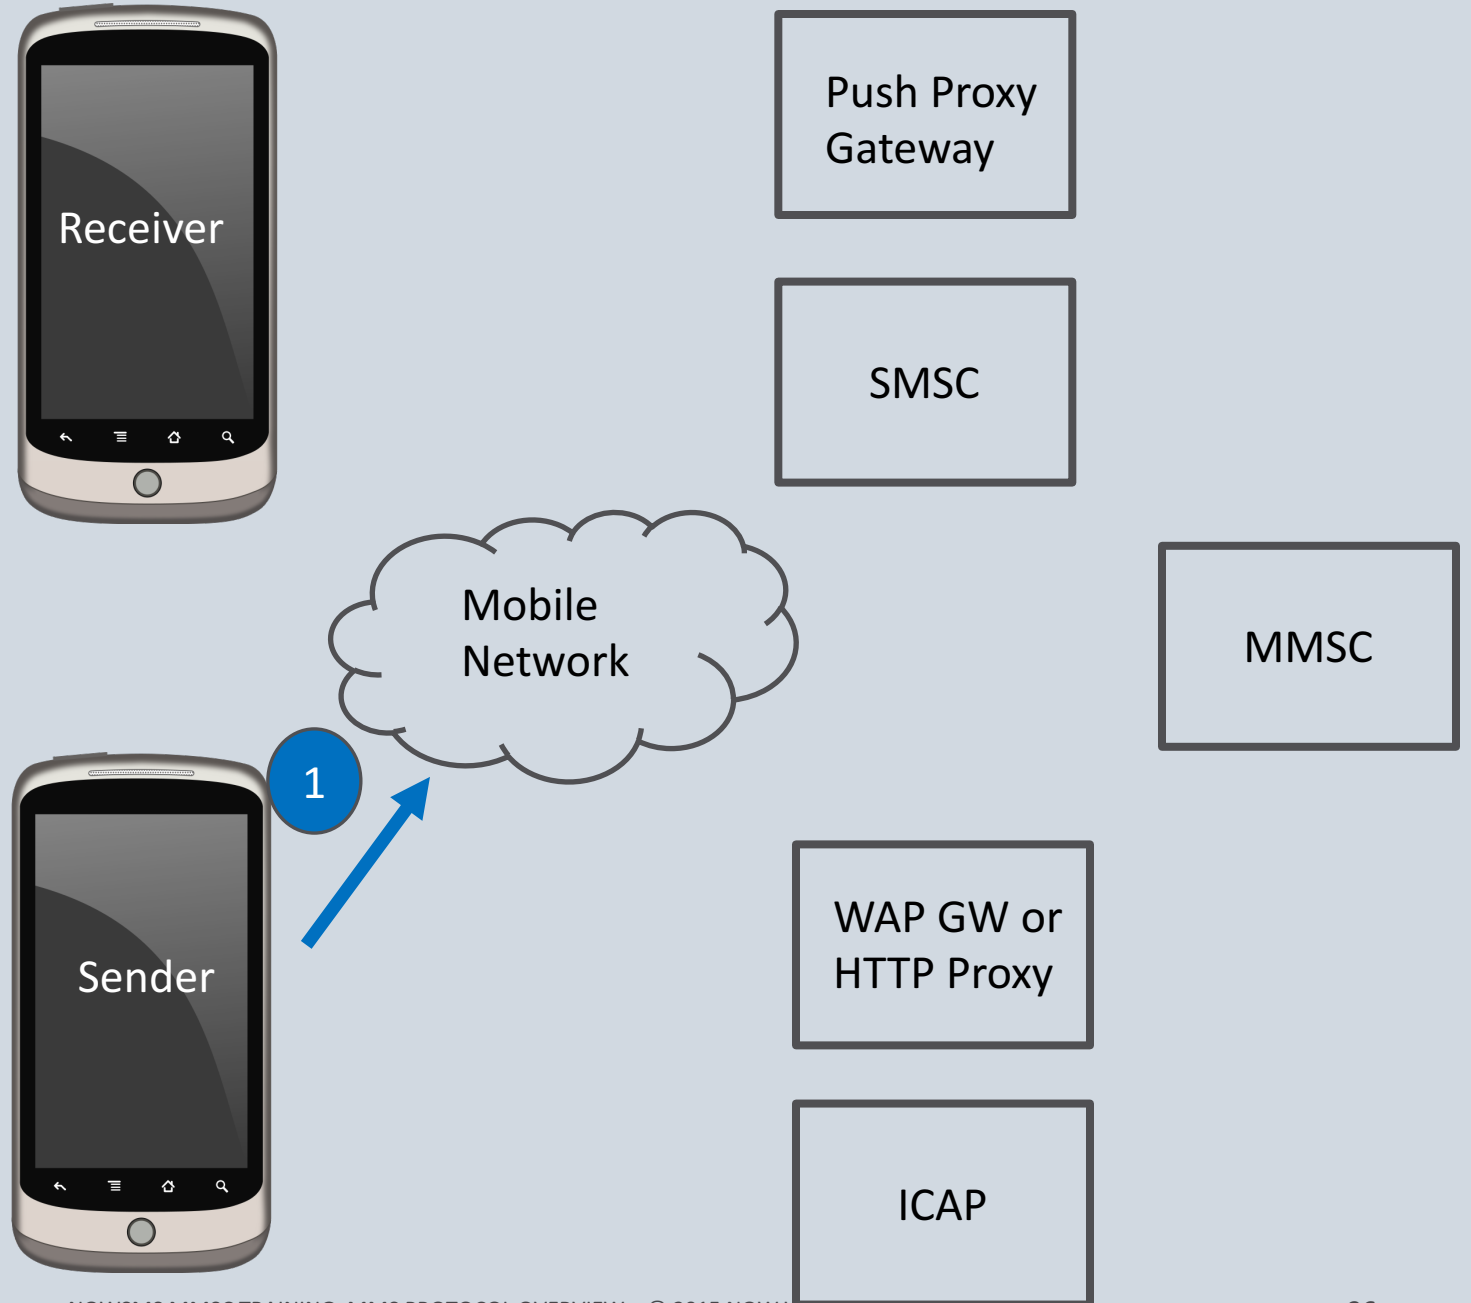 Push Proxy
Gateway
Receiver
SMSC
Mobile
Network
MMSC
1
WAP GW or
HTTP Proxy
Sender
ICAP